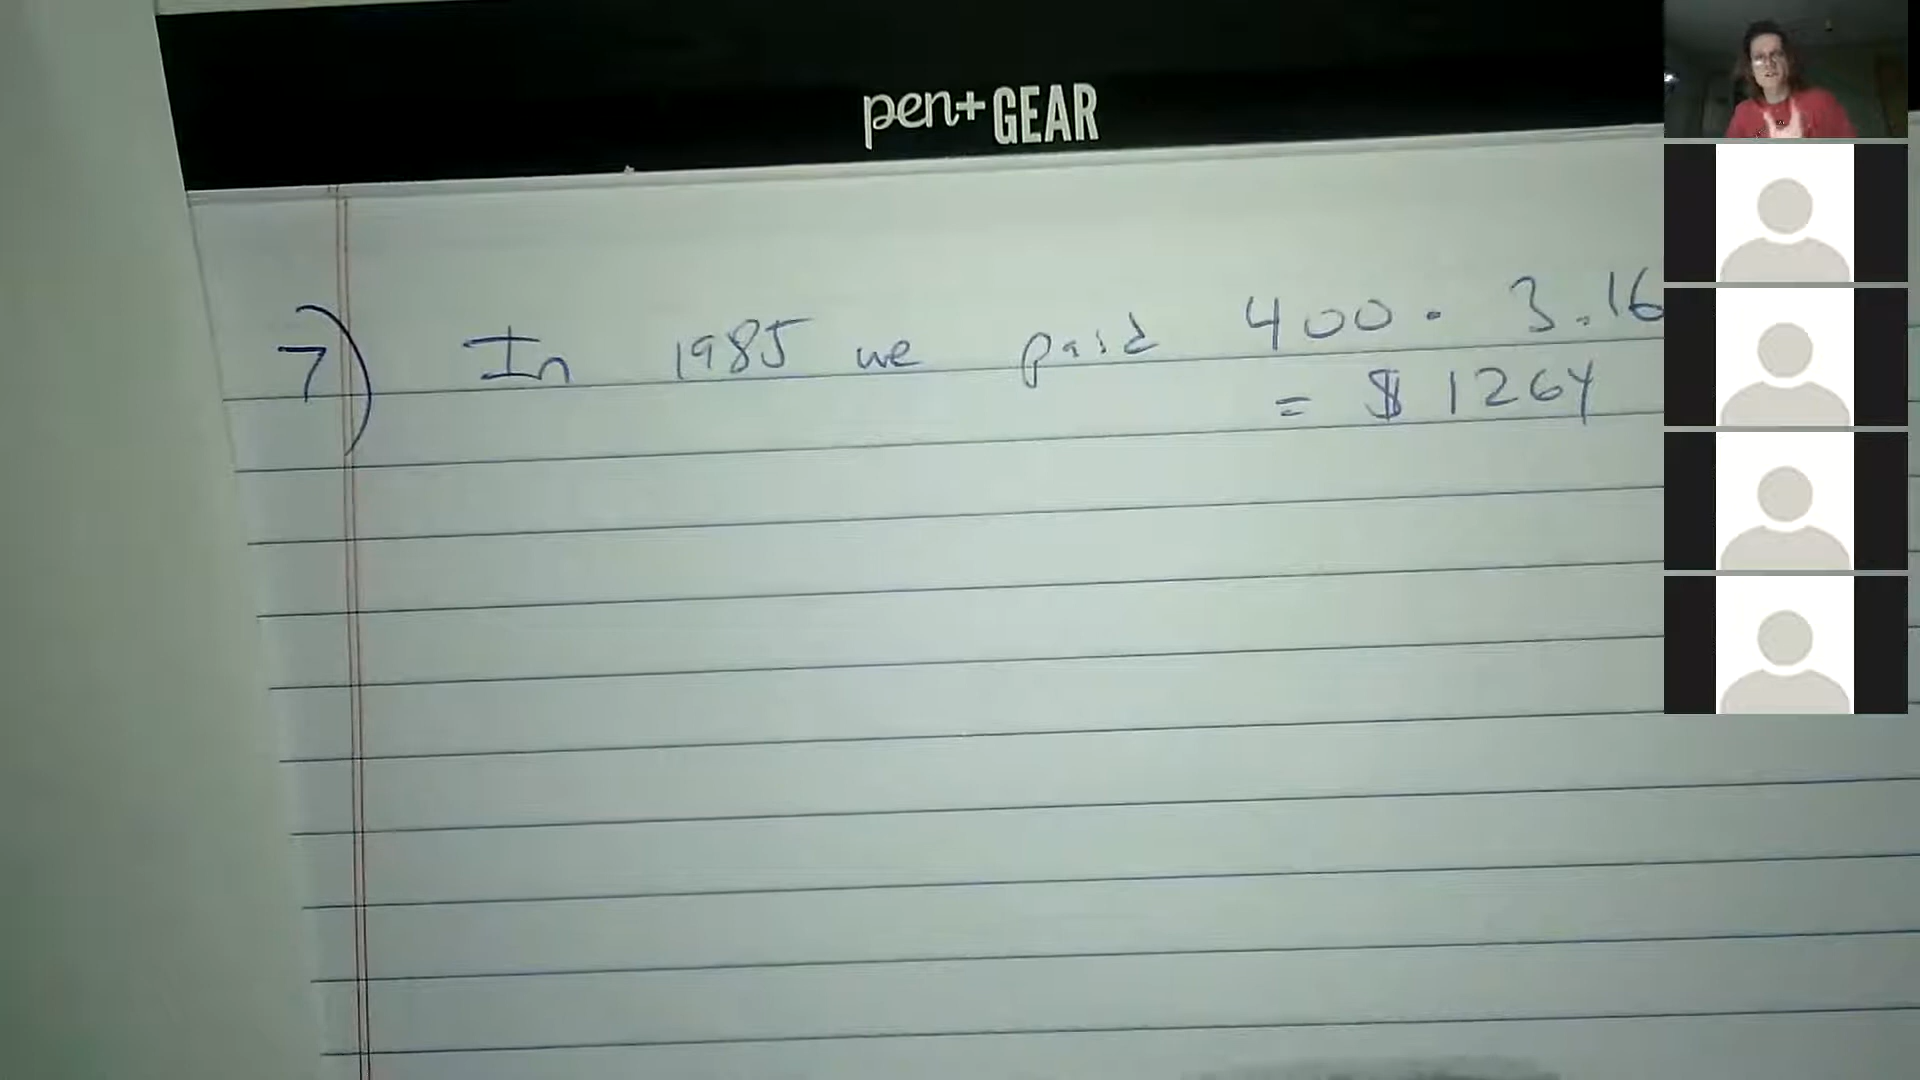 pen+GEAR
7) In 1985 we paid 400 . 3.16
= $ 1264